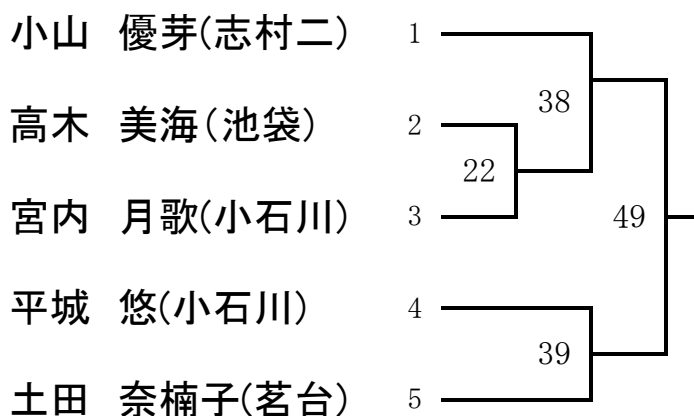 小山 優芽(志村二) 1
38
高木 美海(池袋) 2
22
宮内 月歌(小石川) 3
49
平城 悠(小石川) 4
39
土田 奈楠子(茗台) 5